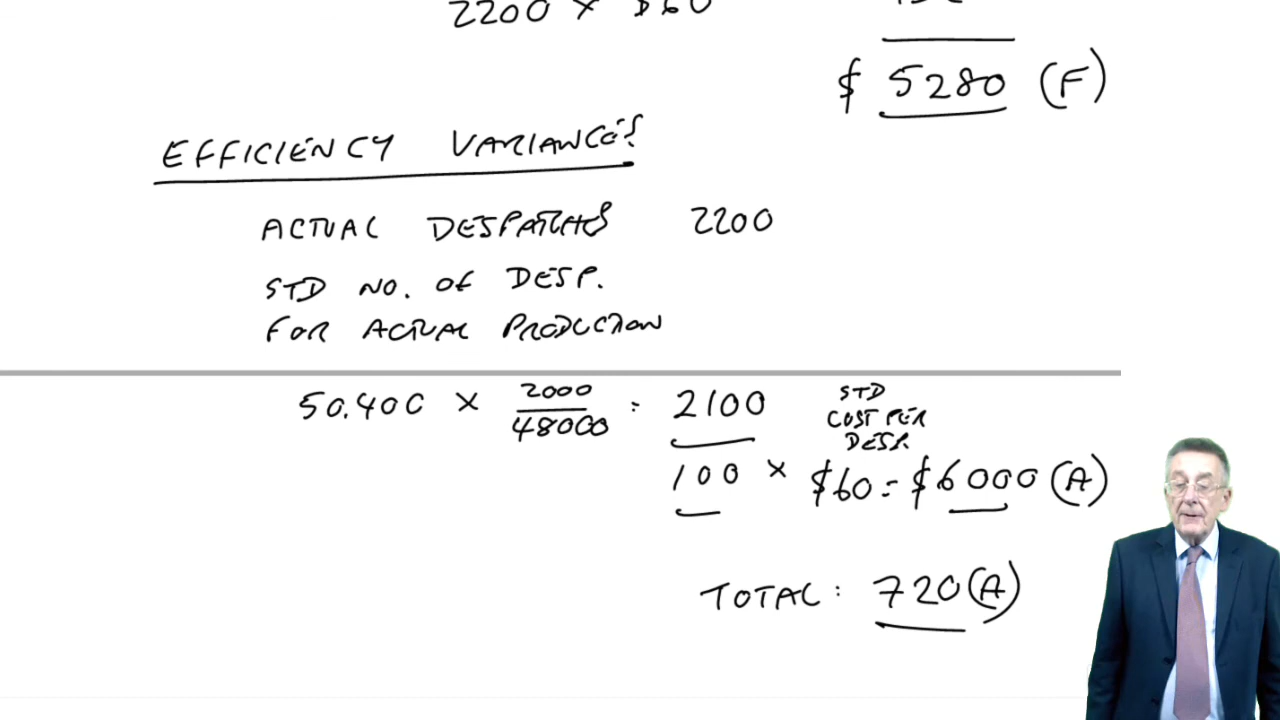 2200 × $60
$ 5280 (F)
EFFICIENCY VARIANCES
ACTUAL DESPATCHES 2200
STD NO. OF DESP.
FOR ACTUAL PRODUCTION
50,400 × 2000/48000 = 2100
STD
COST PER
DESP.
100 × $60 = $6000 (A)
TOTAL: 720 (A)